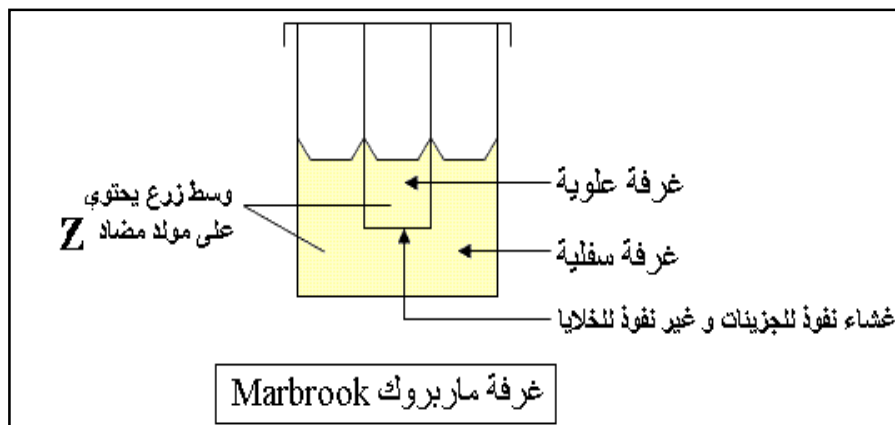 غرفة علوية
وسط زرع يحتوي
على مولد مضاد Z
غرفة سفلية
غشاء نفوذ للجزيئات و غير نفوذ للخلايا
غرفة ماربروك Marbrook